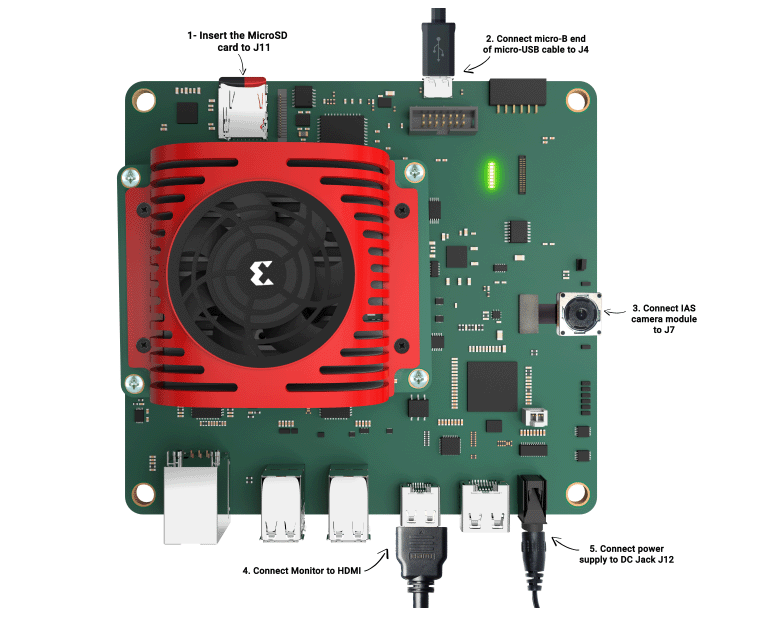 1- Insert the MicroSD
card to J11
2. Connect micro-B end
of micro-USB cable to J4
3. Connect IAS
camera module
to J7
4. Connect Monitor to HDMI
5. Connect power
supply to DC Jack J12